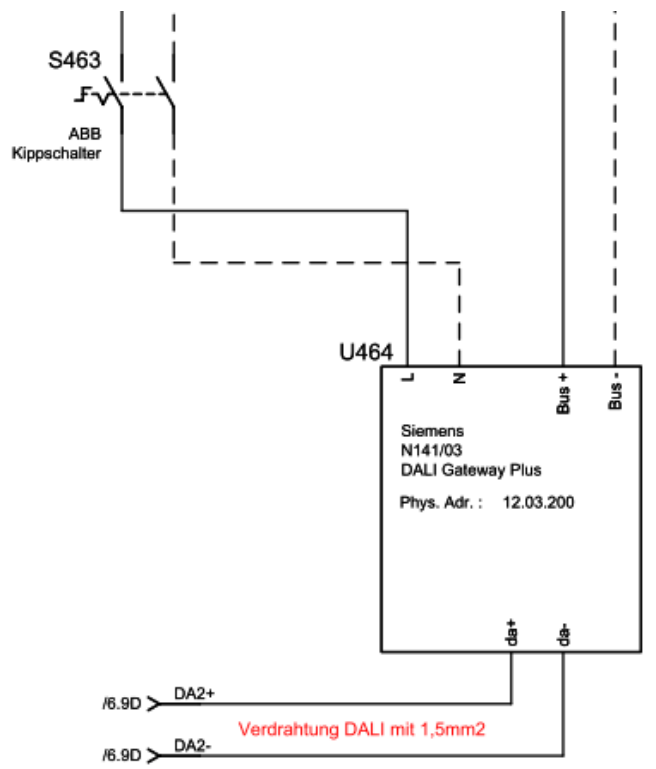 S463
ABB
Kippschalter
U464
L
N
Bus +
Bus -
Siemens
N141/03
DALI Gateway Plus
Phys. Adr. : 12.03.200
da+
da-
/6.9D DA2+
Verdrahtung DALI mit 1,5mm2
/6.9D DA2-